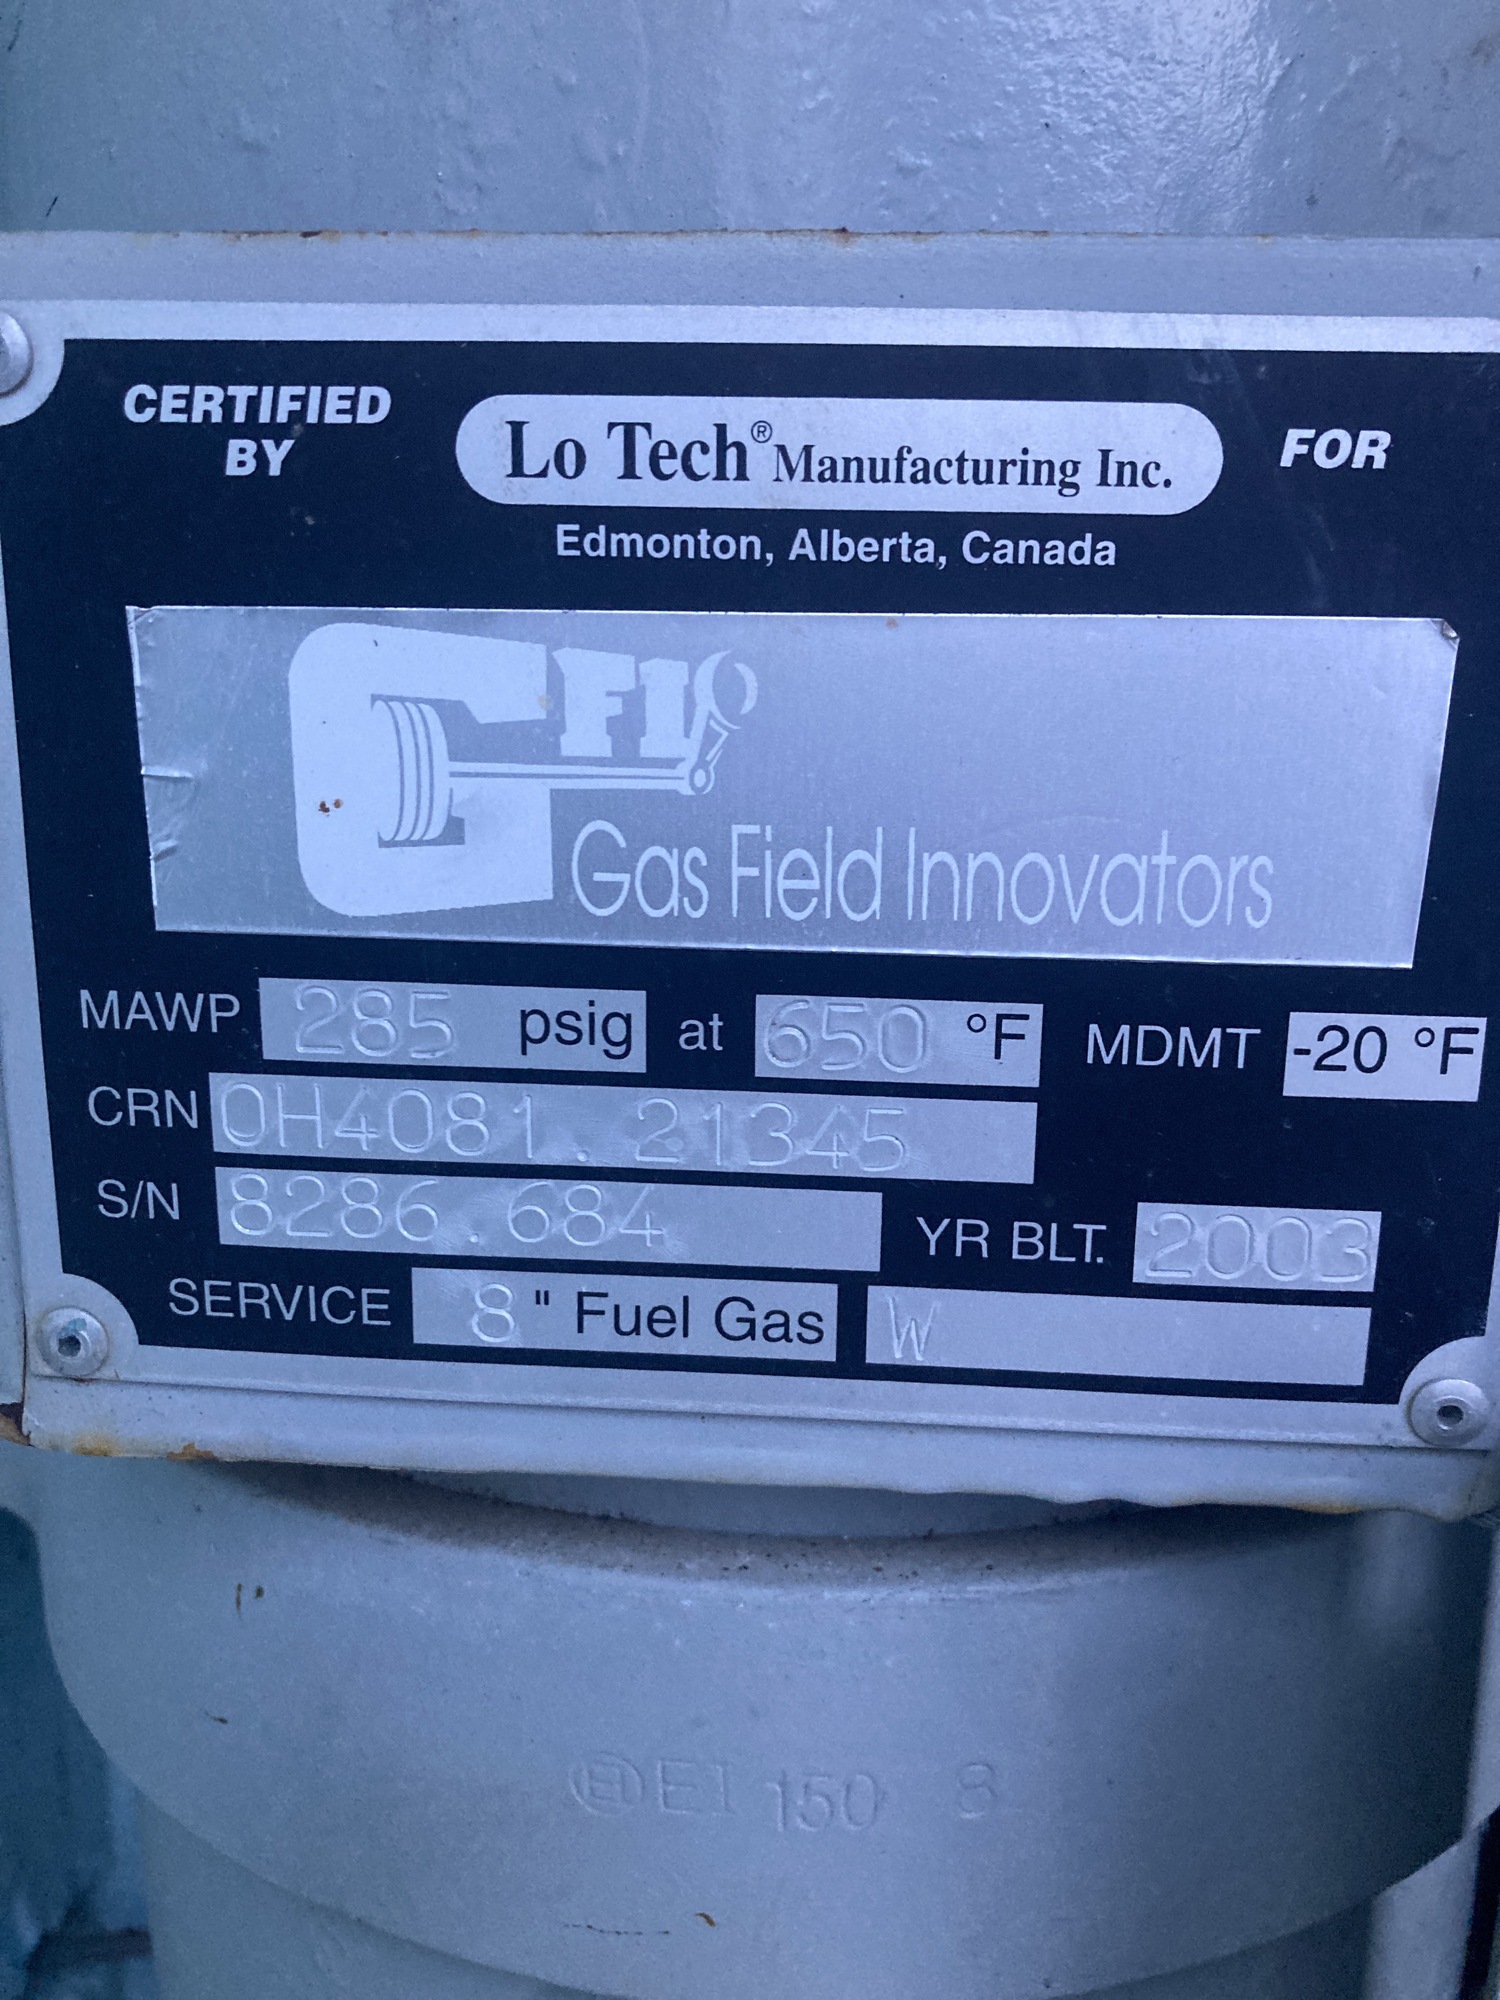 CERTIFIED BY Lo Tech® Manufacturing Inc. FOR
Edmonton, Alberta, Canada
GFI
Gas Field Innovators
MAWP 285 psig at 650 °F MDMT -20 °F
CRN 0H4081.21345
S/N 8286.684 YR BLT. 2003
SERVICE 8" Fuel Gas W
EI 150 8